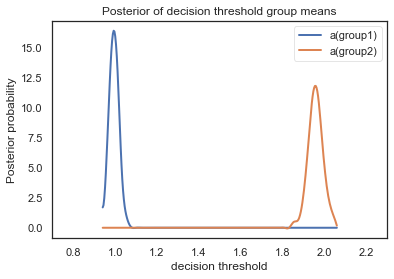 Posterior of decision threshold group means
a(group1)
a(group2)
Posterior probability
15.0
12.5
10.0
7.5
5.0
2.5
0.0
0.8 1.0 1.2 1.4 1.6 1.8 2.0 2.2
decision threshold